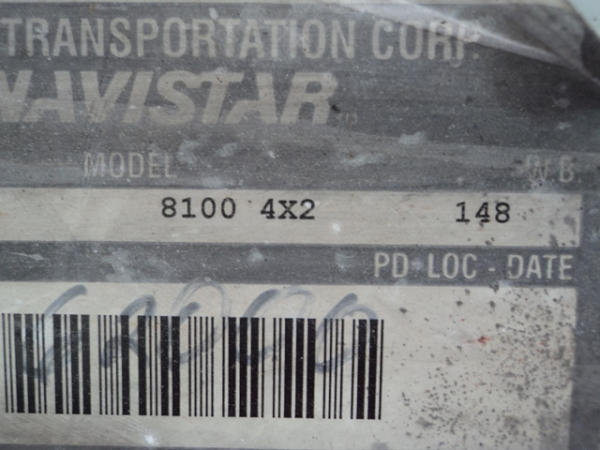 TRANSPORTATION CORP.
NAVISTAR
MODEL W B
8100 4X2 148
PD - LOC - DATE